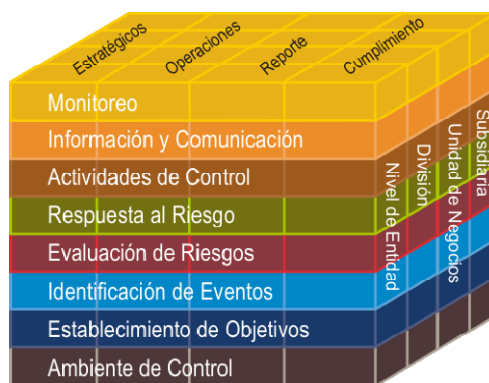 Estratégicos
Operaciones
Reporte
Cumplimiento
Monitoreo
Información y Comunicación
Actividades de Control
Respuesta al Riesgo
Evaluación de Riesgos
Identificación de Eventos
Establecimiento de Objetivos
Ambiente de Control
Nivel de Entidad
División
Unidad de Negocios
Subsidiaria